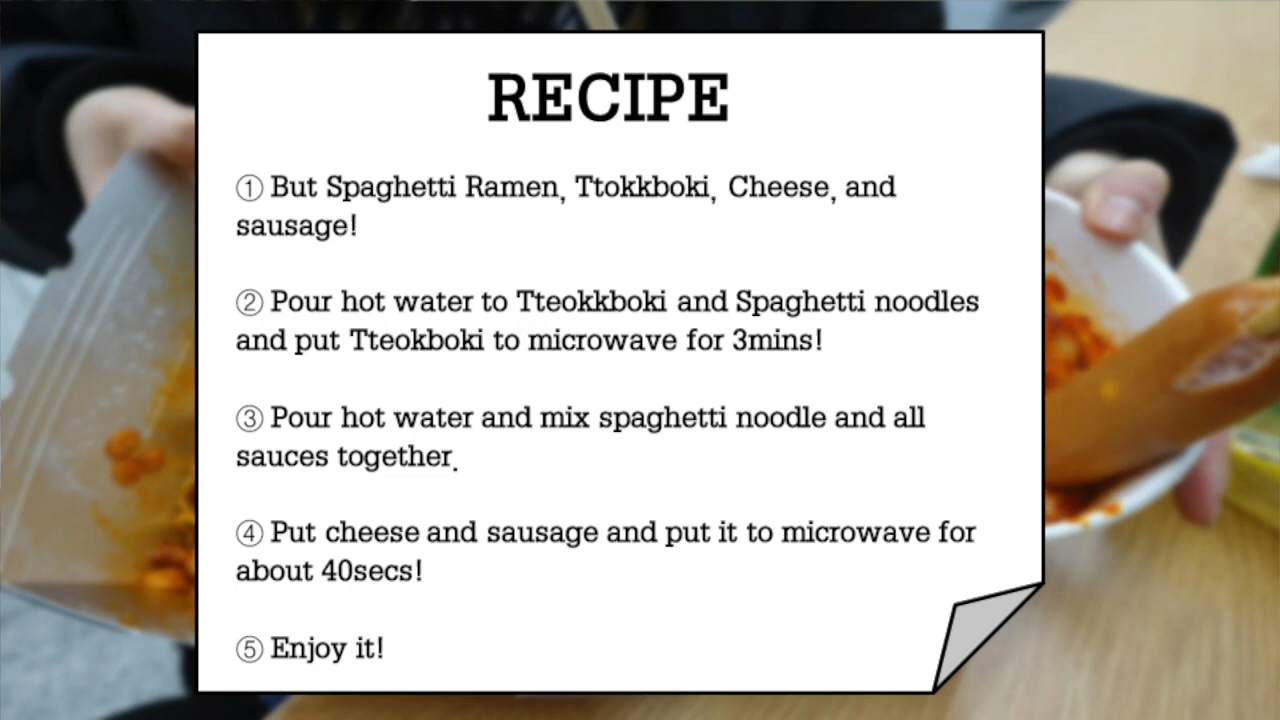 RECIPE
① But Spaghetti Ramen, Ttokkboki, Cheese, and
sausage!
② Pour hot water to Tteokkboki and Spaghetti noodles
and put Tteokboki to microwave for 3mins!
③ Pour hot water and mix spaghetti noodle and all
sauces together.
④ Put cheese and sausage and put it to microwave for
about 40secs!
⑤ Enjoy it!